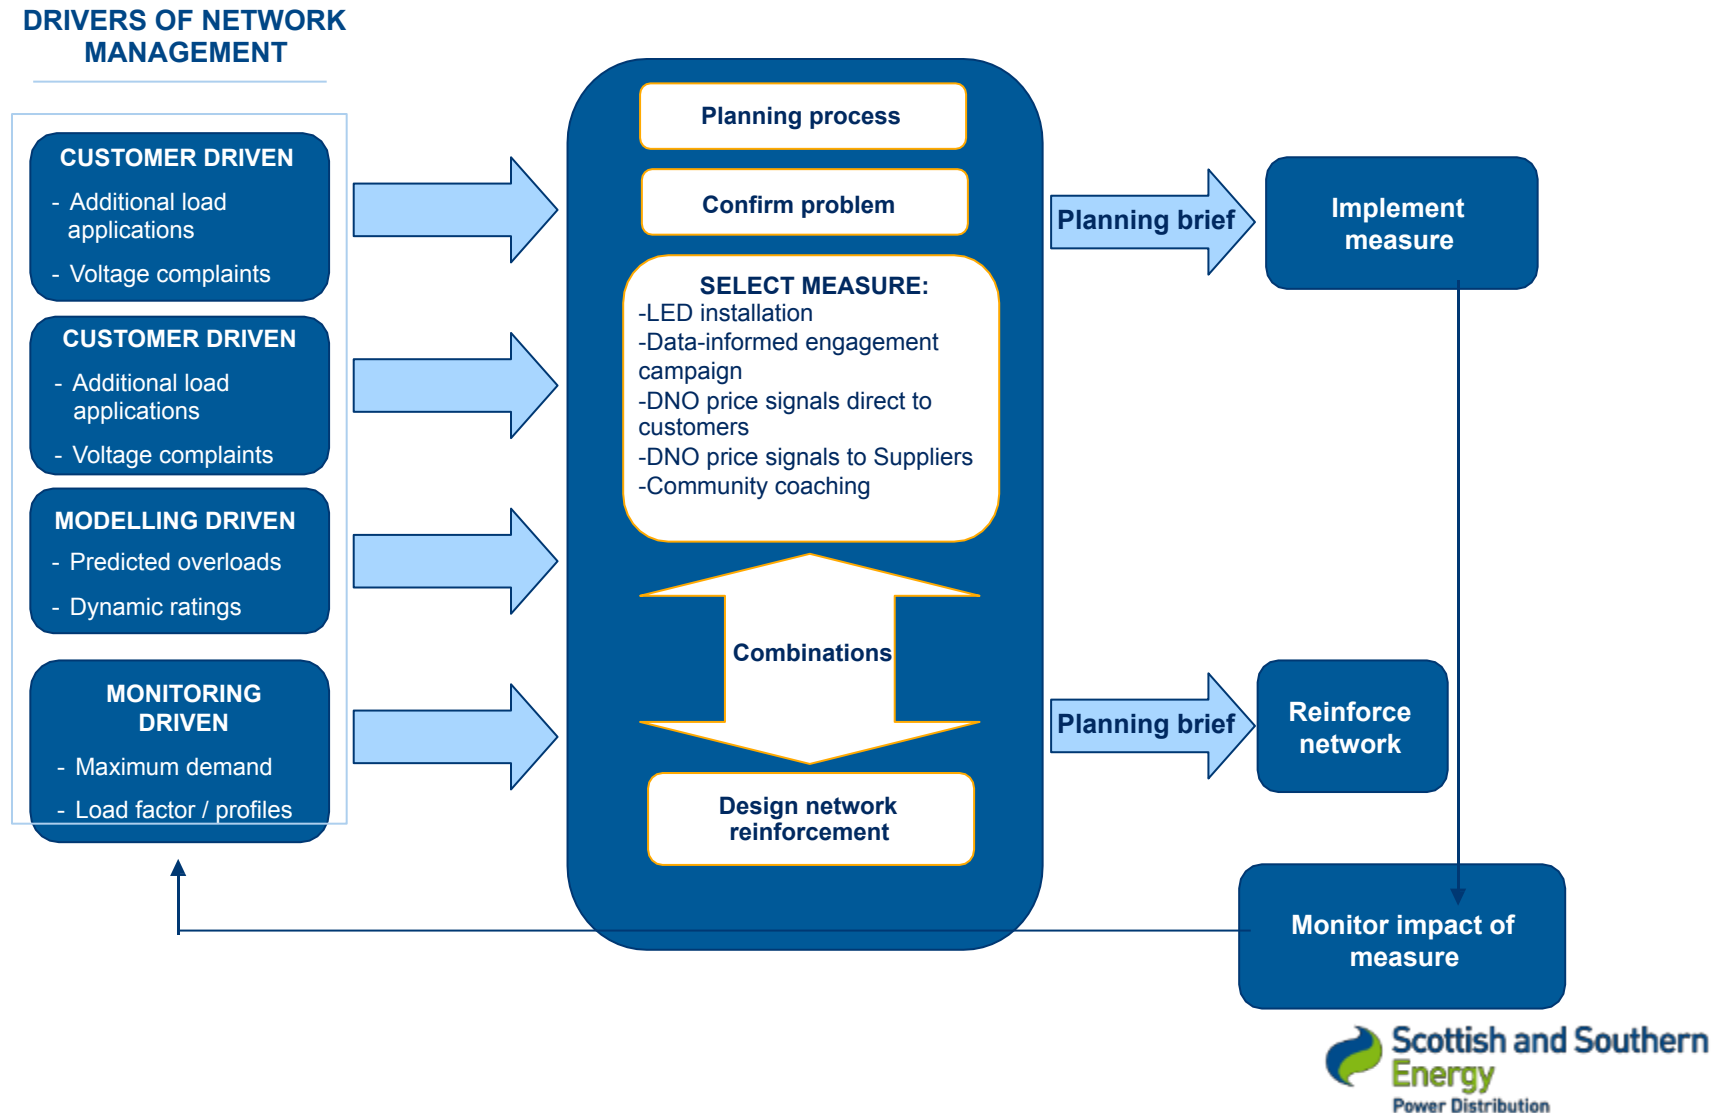 DRIVERS OF NETWORK
MANAGEMENT
CUSTOMER DRIVEN
- Additional load
applications
- Voltage complaints
CUSTOMER DRIVEN
- Additional load
applications
- Voltage complaints
MODELLING DRIVEN
- Predicted overloads
- Dynamic ratings
MONITORING
DRIVEN
- Maximum demand
- Load factor / profiles
Planning process
Confirm problem
SELECT MEASURE:
-LED installation
-Data-informed engagement
campaign
-DNO price signals direct to
customers
-DNO price signals to Suppliers
-Community coaching
Combinations
Design network
reinforcement
Planning brief
Implement
measure
Planning brief
Reinforce
network
Monitor impact of
measure
Scottish and Southern
Energy
Power Distribution